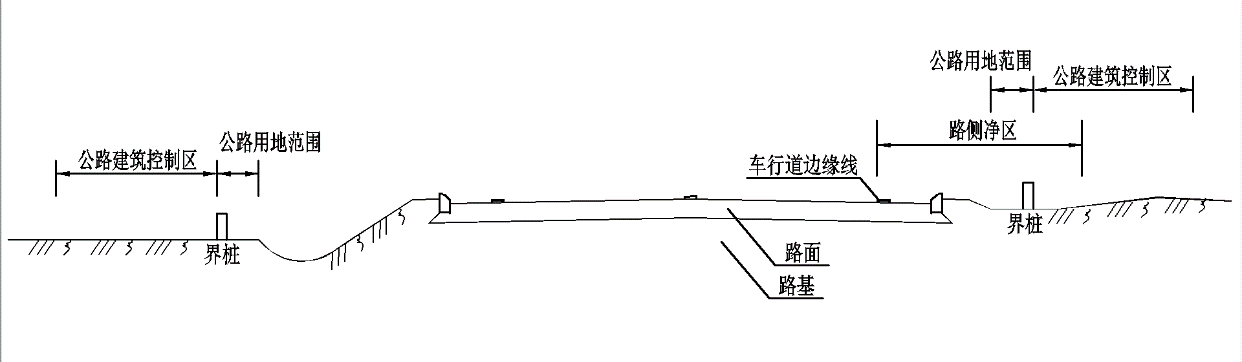 公路用地范围
公路建筑控制区
路侧净区
公路用地范围
公路建筑控制区
车行道边缘线
界桩
界桩
路面
路基